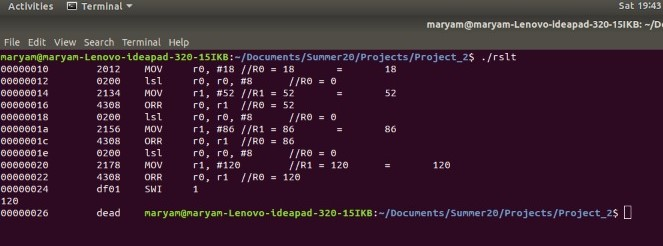 Activities Terminal Sat 19:43
maryam@maryam-Lenovo-ideapad-320-15IKB: ~/Do
File Edit View Search Terminal Help
maryam@maryam-Lenovo-ideapad-320-15IKB:~/Documents/Summer20/Projects/Project_2$ ./rslt
00000010 2012 MOV r0, #18 //R0 = 18 = 18
00000012 0200 lsl r0, r0, #8 //R0 = 0
00000014 2134 MOV r1, #52 //R1 = 52 = 52
00000016 4308 ORR r0, r1 //R0 = 52
00000018 0200 lsl r0, r0, #8 //R0 = 0
0000001a 2156 MOV r1, #86 //R1 = 86 = 86
0000001c 4308 ORR r0, r1 //R0 = 86
0000001e 0200 lsl r0, r0, #8 //R0 = 0
00000020 2178 MOV r1, #120 //R1 = 120 = 120
00000022 4308 ORR r0, r1 //R0 = 120
00000024 df01 SWI 1
120
00000026 dead maryam@maryam-Lenovo-ideapad-320-15IKB:~/Documents/Summer20/Projects/Project_2$